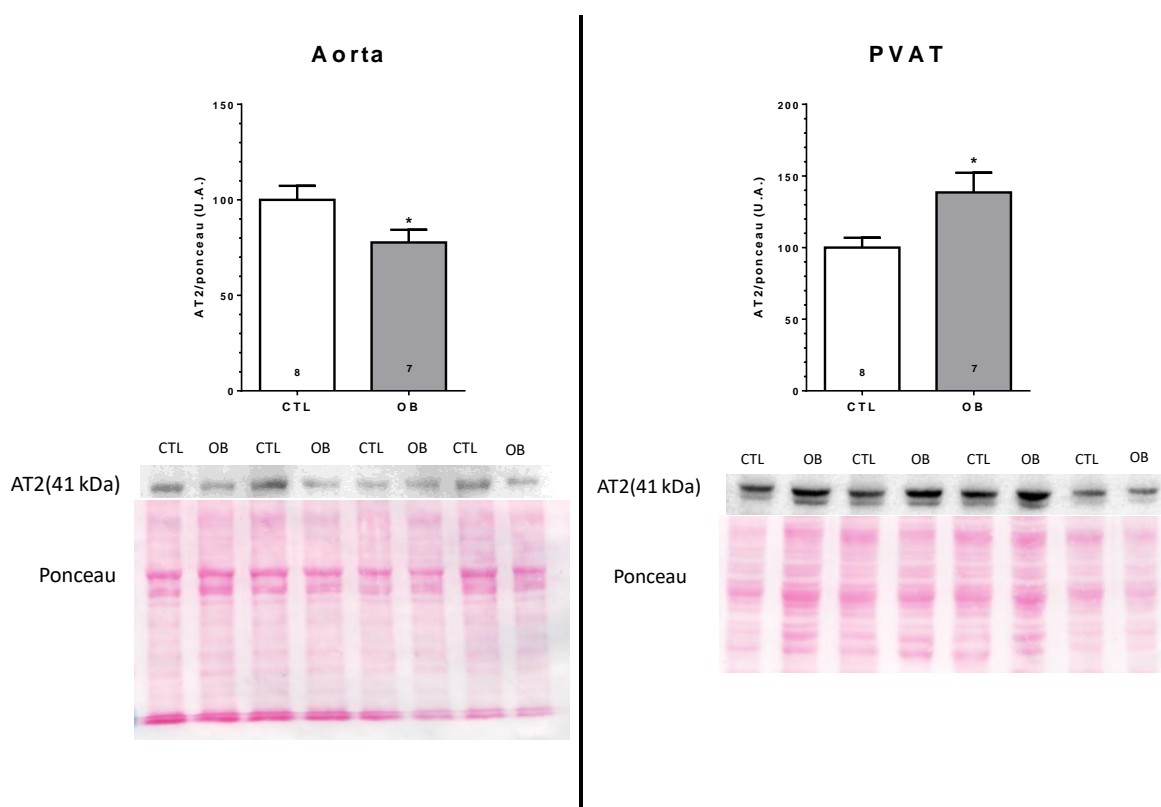 Aorta
150
100
50
0
AT2/ponceau (U.A.)
*
8
7
CTL
OB
CTL OB CTL OB CTL OB CTL OB
AT2(41 kDa)
Ponceau
PVAT
200
150
100
50
0
AT2/ponceau (U.A.)
*
8
7
CTL
OB
CTL OB CTL OB CTL OB CTL OB
AT2(41 kDa)
Ponceau